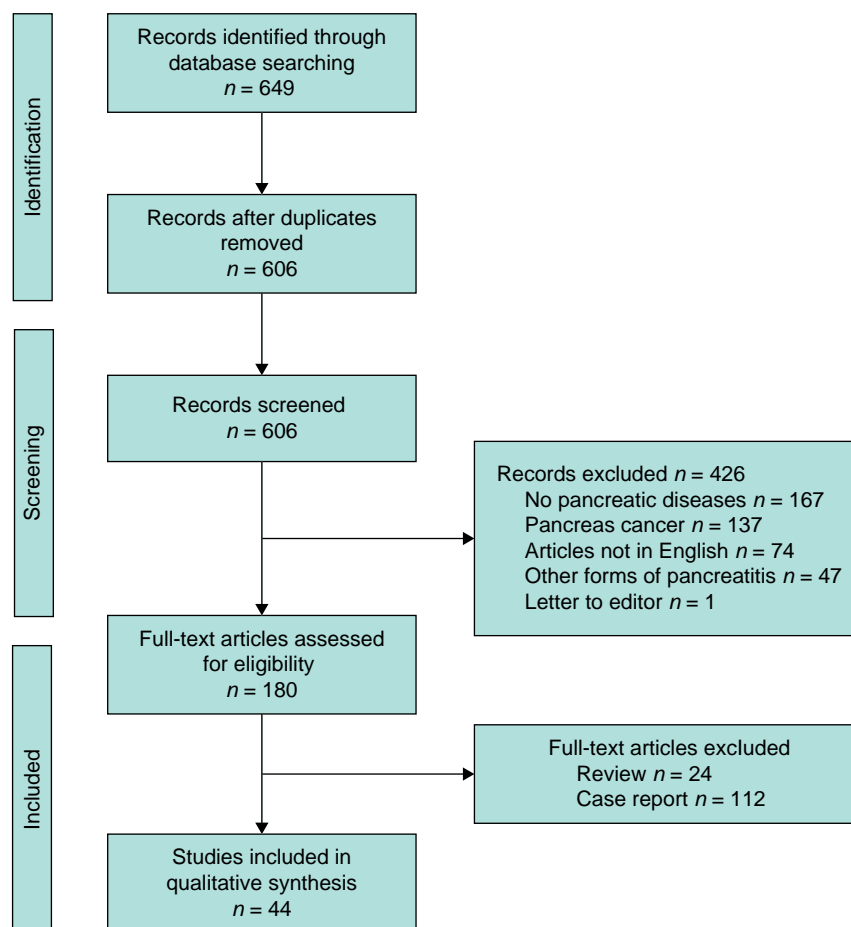 Identification
Records identified through
database searching
n = 649
Records after duplicates
removed
n = 606
Screening
Records screened
n = 606
Records excluded n = 426
No pancreatic diseases n = 167
Pancreas cancer n = 137
Articles not in English n = 74
Other forms of pancreatitis n = 47
Letter to editor n = 1
Full-text articles assessed
for eligibility
n = 180
Included
Full-text articles excluded
Review n = 24
Case report n = 112
Studies included in
qualitative synthesis
n = 44